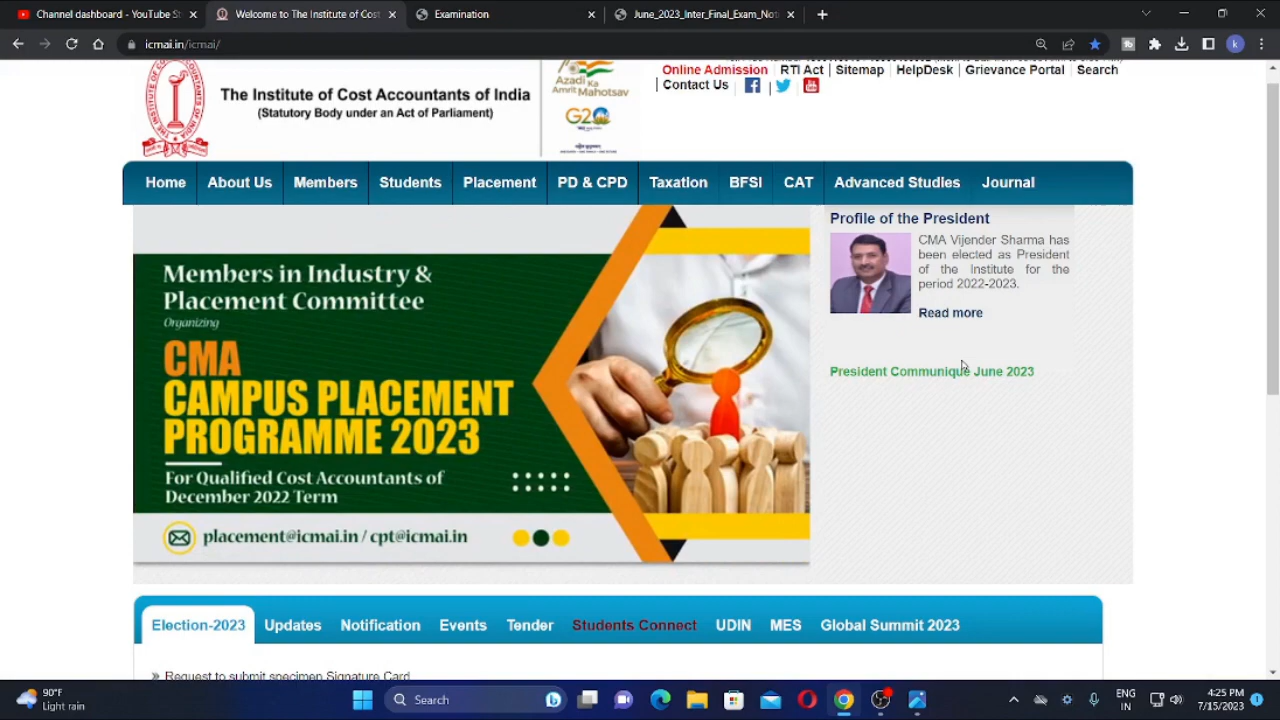 Channel dashboard - YouTube St
Welcome to The Institute of Cost
Examination
June_2023_Inter_Final_Exam_Not
icmai.in/icmai/
k
Online Admission | RTI Act | Sitemap | HelpDesk | Grievance Portal | Search
| Contact Us | |
The Institute of Cost Accountants of India
(Statutory Body under an Act of Parliament)
Azadi Ka
Amrit Mahotsav
G20
Home
About Us
Members
Students
Placement
PD & CPD
Taxation
BFSI
CAT
Advanced Studies
Journal
Members in Industry &
Placement Committee
Organizing
CMA
CAMPUS PLACEMENT
PROGRAMME 2023
For Qualified Cost Accountants of
December 2022 Term
placement@icmai.in / cpt@icmai.in
Profile of the President
CMA Vijender Sharma has
been elected as President
of the Institute for the
period 2022-2023.
Read more
President Communique June 2023
Election-2023
Updates
Notification
Events
Tender
Students Connect
UDIN
MES
Global Summit 2023
» Request to submit specimen Signature Card
90°F
Light rain
Search
ENG
IN
4:25 PM
7/15/2023
1